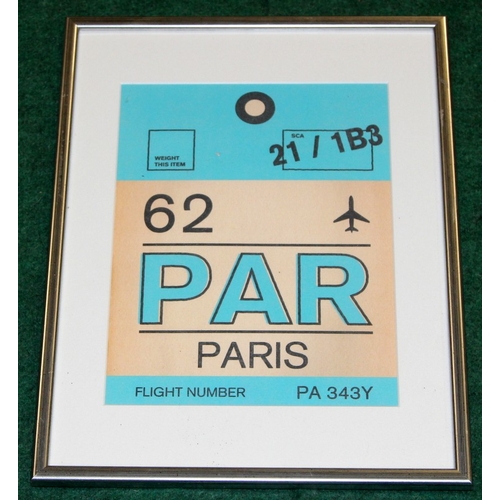 SCA
21 / 1B3
WEIGHT
THIS ITEM
62
PAR
PARIS
FLIGHT NUMBER PA 343Y